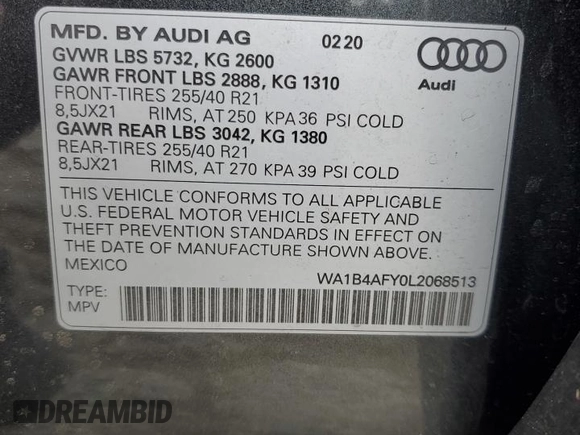 MFD. BY AUDI AG 0220
GVWR LBS 5732, KG 2600
GAWR FRONT LBS 2888, KG 1310
FRONT-TIRES 255/40 R21
8,5JX21 RIMS, AT 250 KPA 36 PSI COLD
GAWR REAR LBS 3042, KG 1380
REAR-TIRES 255/40 R21
8,5JX21 RIMS, AT 270 KPA 39 PSI COLD
Audi
THIS VEHICLE CONFORMS TO ALL APPLICABLE
U.S. FEDERAL MOTOR VEHICLE SAFETY AND
THEFT PREVENTION STANDARDS IN EFFECT ON
THE DATE OF MANUFACTURE SHOWN ABOVE.
MEXICO
WA1B4AFY0L2068513
TYPE:
MPV
DREAMBID